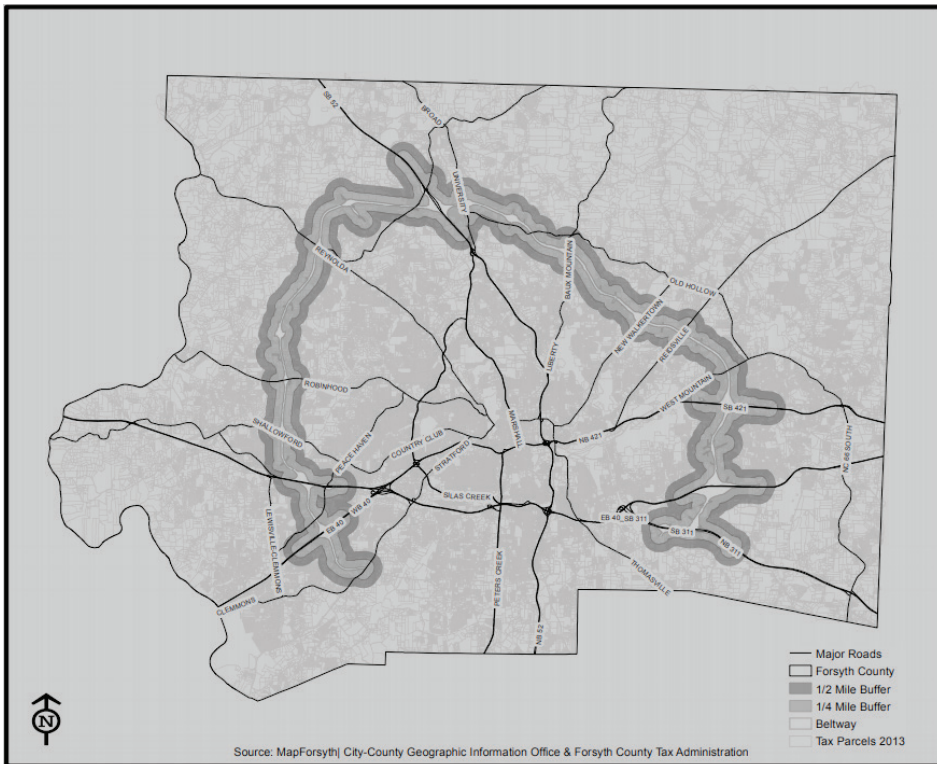 SB 52
BROAD
UNIVERSITY
REYNOLDA
BAUX MOUNTAIN
OLD HOLLOW
NEW WALKERTOWN
REIDSVILLE
LIBERTY
ROBINHOOD
WEST MOUNTAIN
SB 421
SHALLOWFORD
PEACE HAVEN
COUNTRY CLUB
STRATFORD
MARSHALL
NB 421
NC 66 SOUTH
SILAS CREEK
EB 40
WB 40
EB 40_SB 311
SB 311
NB 311
LEWISVILLE-CLEMMONS
CLEMMONS
PETERS CREEK
NB 52
THOMASVILLE
Major Roads
Forsyth County
1/2 Mile Buffer
1/4 Mile Buffer
Beltway
Tax Parcels 2013
N
Source: MapForsyth| City-County Geographic Information Office & Forsyth County Tax Administration